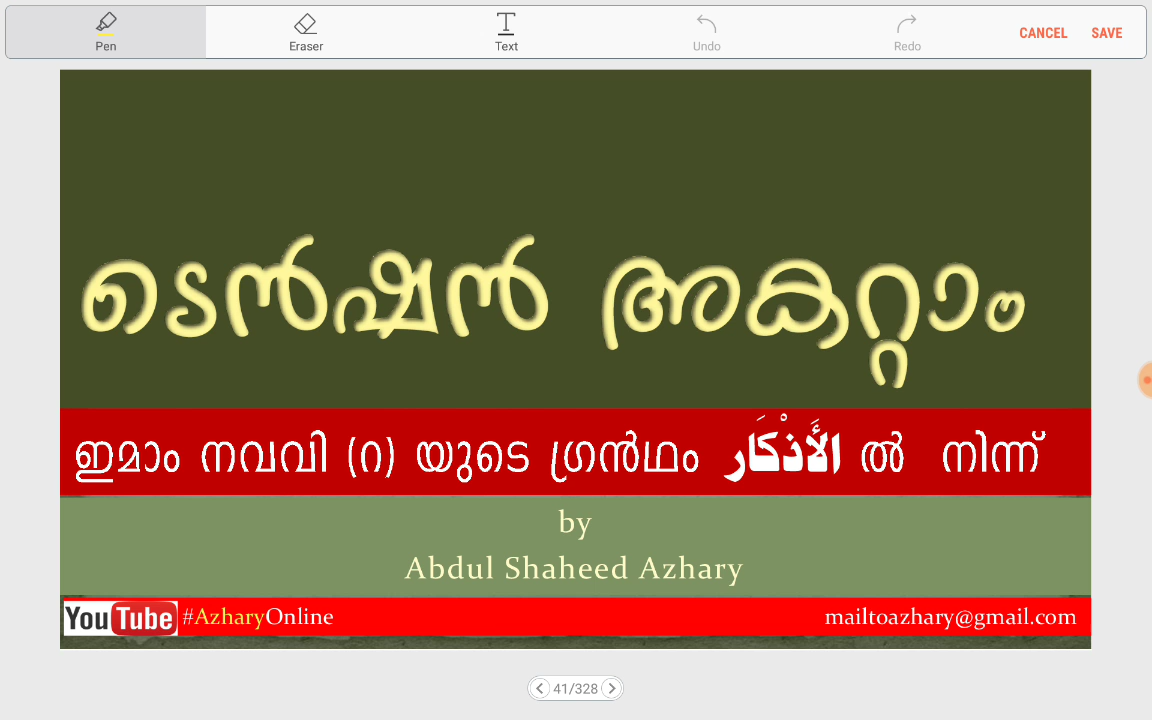 Pen
Eraser
Text
Undo
Redo
CANCEL
SAVE
ടെൻഷൻ അകറ്റാം
ഇമാം നവവി (റ) യുടെ ഗ്രൻഥം الأَذْكَار ൽ നിന്ന്
by
Abdul Shaheed Azhary
YouTube #AzharyOnline
mailtoazhary@gmail.com
41/328